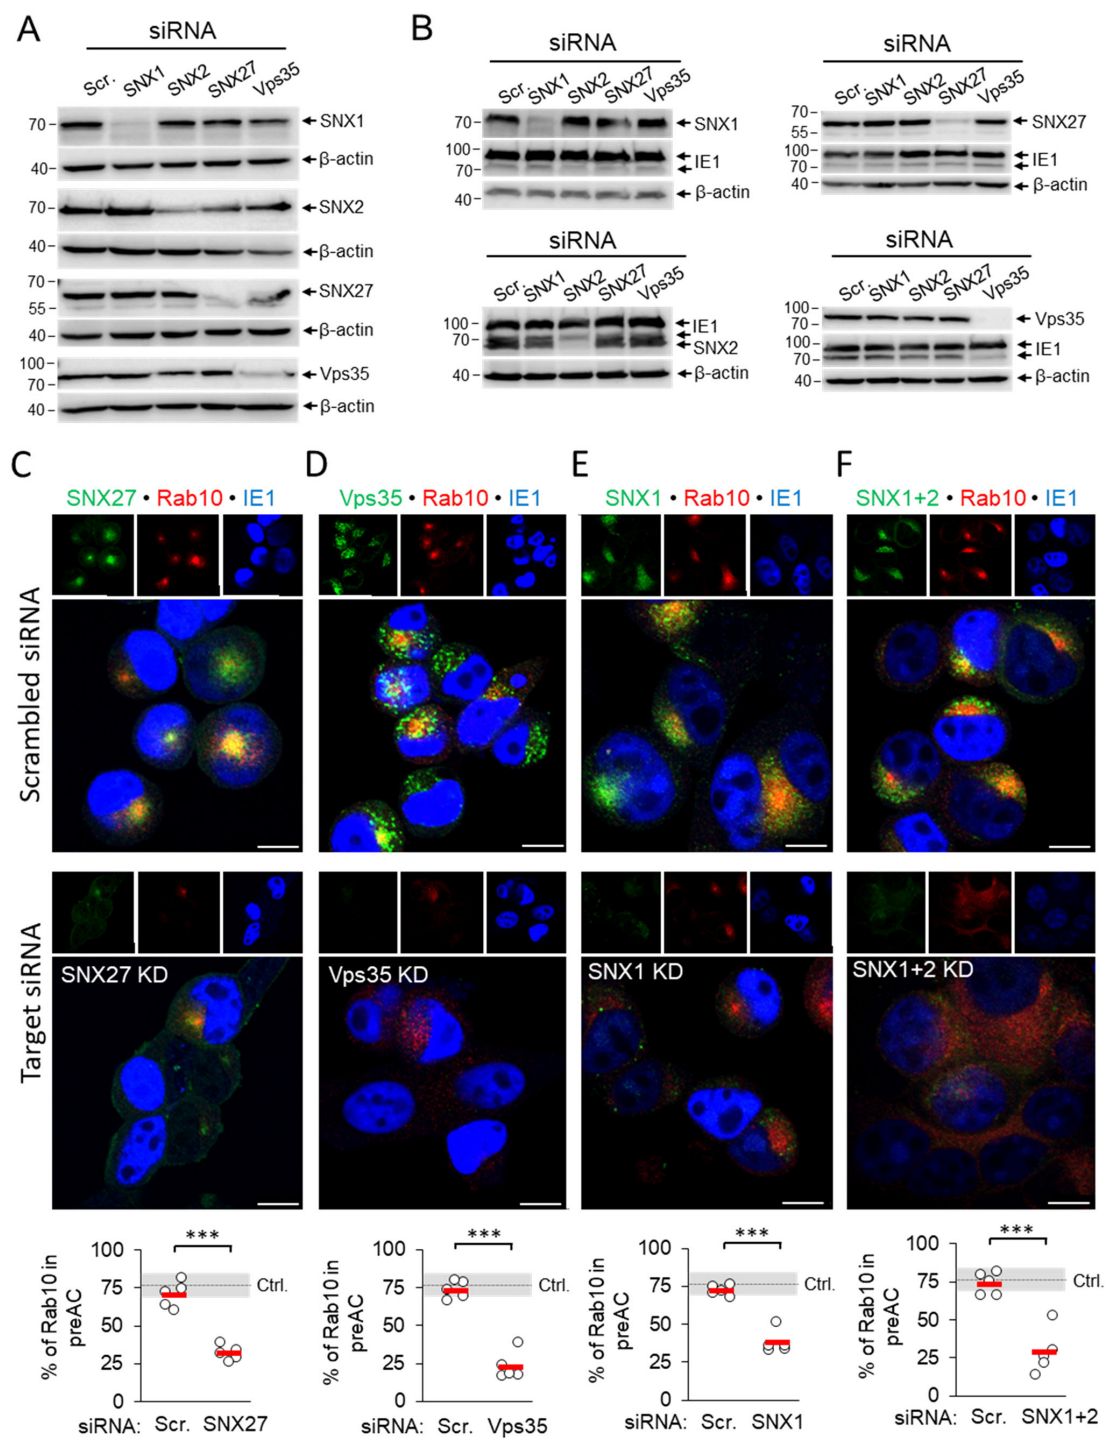 A
siRNA
Scr. SNX1 SNX2 SNX27 Vps35
70 SNX1
40 β-actin
70 SNX2
40 β-actin
70 SNX27
55
40 β-actin
100 Vps35
70
40 β-actin
B
siRNA
Scr. SNX1 SNX2 SNX27 Vps35
70 SNX1
100 IE1
70
40 β-actin
siRNA
Scr. SNX1 SNX2 SNX27 Vps35
70 SNX27
55
100 IE1
70
40 β-actin
siRNA
Scr. SNX1 SNX2 SNX27 Vps35
100 IE1
70 SNX2
40 β-actin
siRNA
Scr. SNX1 SNX2 SNX27 Vps35
100 Vps35
70
100 IE1
70
40 β-actin
C D E F
SNX27 • Rab10 • IE1
Vps35 • Rab10 • IE1
SNX1 • Rab10 • IE1
SNX1+2 • Rab10 • IE1
Scrambled siRNA
Target siRNA
SNX27 KD
Vps35 KD
SNX1 KD
SNX1+2 KD
% of Rab10 in preAC
100
75
50
25
0
***
Ctrl.
siRNA: Scr. SNX27
% of Rab10 in preAC
100
75
50
25
0
***
Ctrl.
siRNA: Scr. Vps35
% of Rab10 in preAC
100
75
50
25
0
***
Ctrl.
siRNA: Scr. SNX1
% of Rab10 in preAC
100
75
50
25
0
***
Ctrl.
siRNA: Scr. SNX1+2